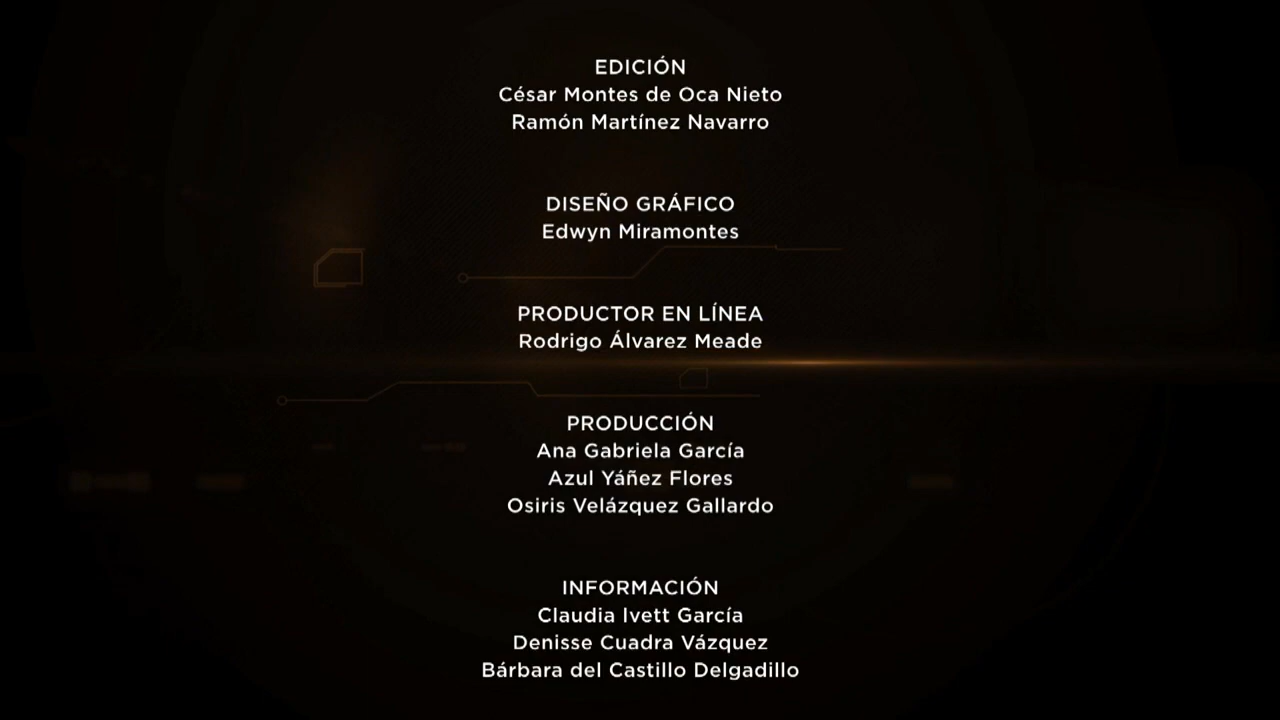 EDICIÓN
César Montes de Oca Nieto
Ramón Martínez Navarro
DISEÑO GRÁFICO
Edwyn Miramontes
PRODUCTOR EN LÍNEA
Rodrigo Álvarez Meade
PRODUCCIÓN
Ana Gabriela García
Azul Yáñez Flores
Osiris Velázquez Gallardo
INFORMACIÓN
Claudia Ivett García
Denisse Cuadra Vázquez
Bárbara del Castillo Delgadillo